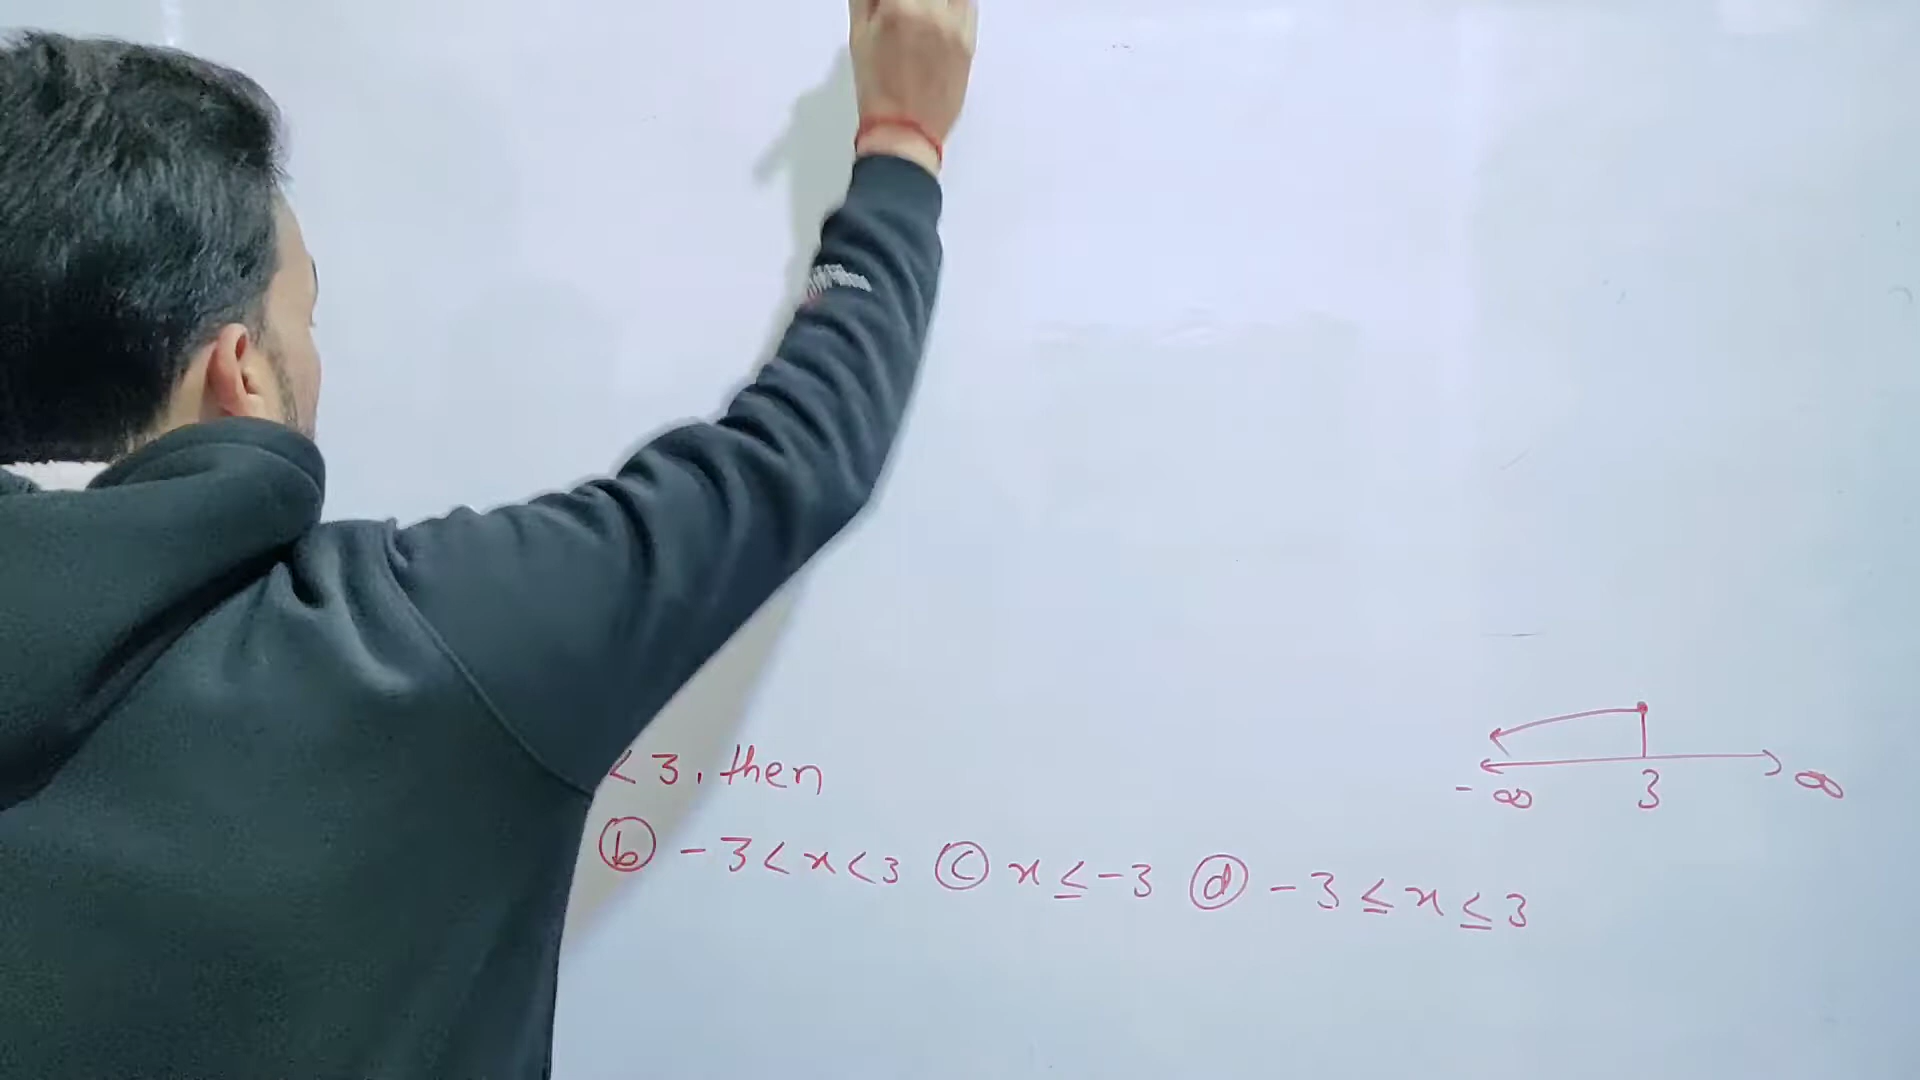 < 3, then
ⓑ - 3 < x < 3 ⓒ x ≤ - 3 ⓓ - 3 ≤ x ≤ 3
- ∞ 3 ∞